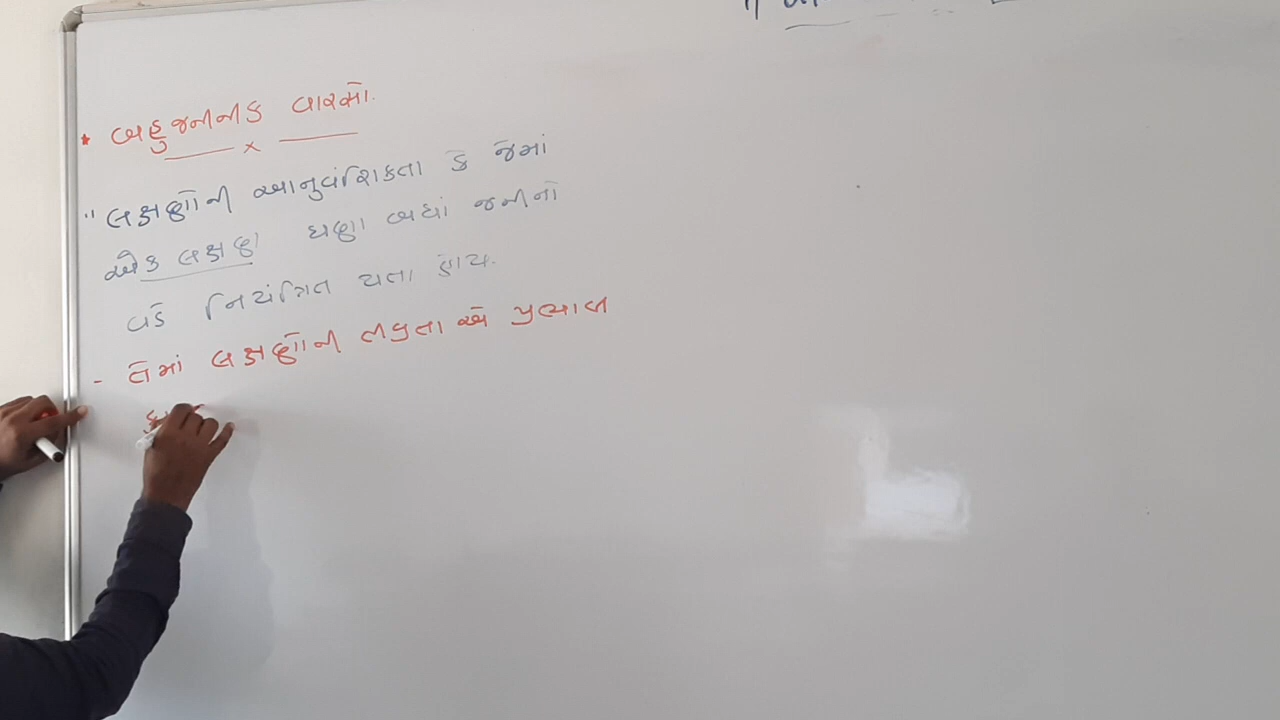 * બહુજનીનીક વારસો.
" લક્ષણોની આનુવંશિકતા કે જેમાં
એક લક્ષણ ઘણા બધાં જનીનો
વડે નિયંત્રિત થતા હોય.
- તેમાં લક્ષણોની તીવ્રતા એ પ્રભાવી